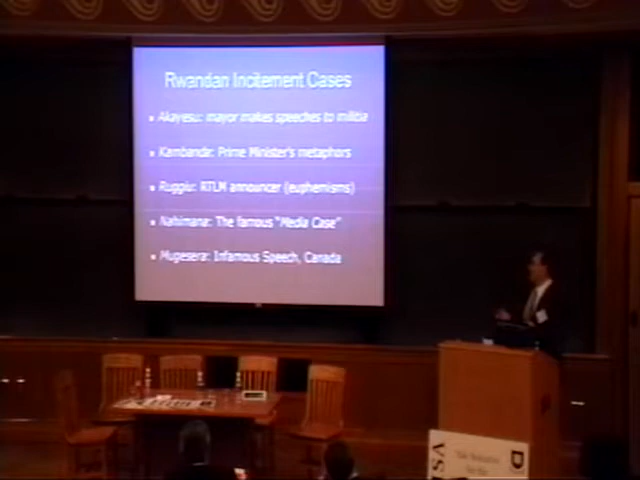 Rwandan Incitement Cases
Akayesu: mayor makes speeches to militia
Kambanda: Prime Minister's metaphors
Ruggiu: RTLM announcer (euphemisms)
Nahimana: The famous "Media Case"
Mugesera: Infamous Speech, Canada
SA
D